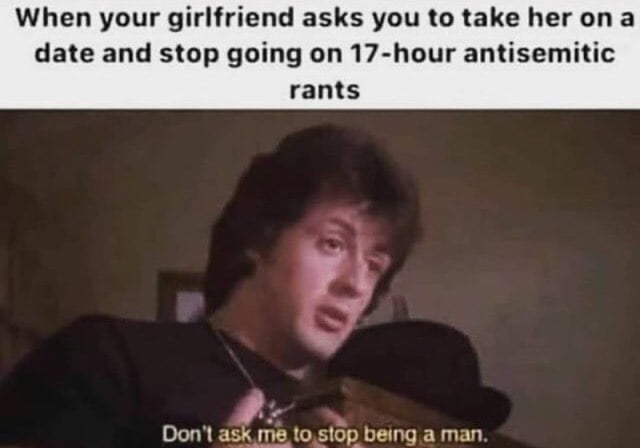 When your girlfriend asks you to take her on a
date and stop going on 17-hour antisemitic
rants
Don't ask me to stop being a man.